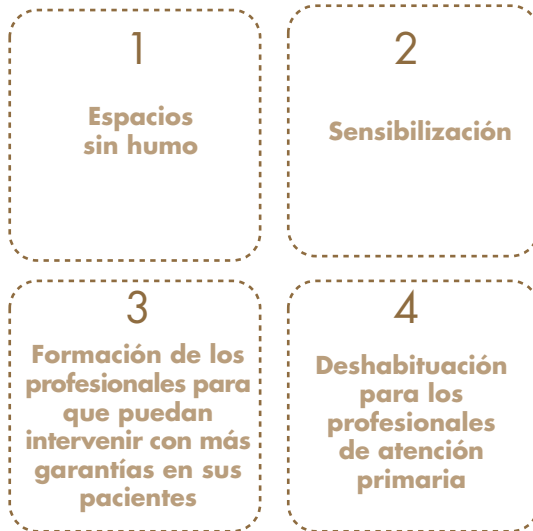 1
Espacios
sin humo
2
Sensibilización
3
Formación de los
profesionales para
que puedan
intervenir con más
garantías en sus
pacientes
4
Deshabituación
para los
profesionales
de atención
primaria